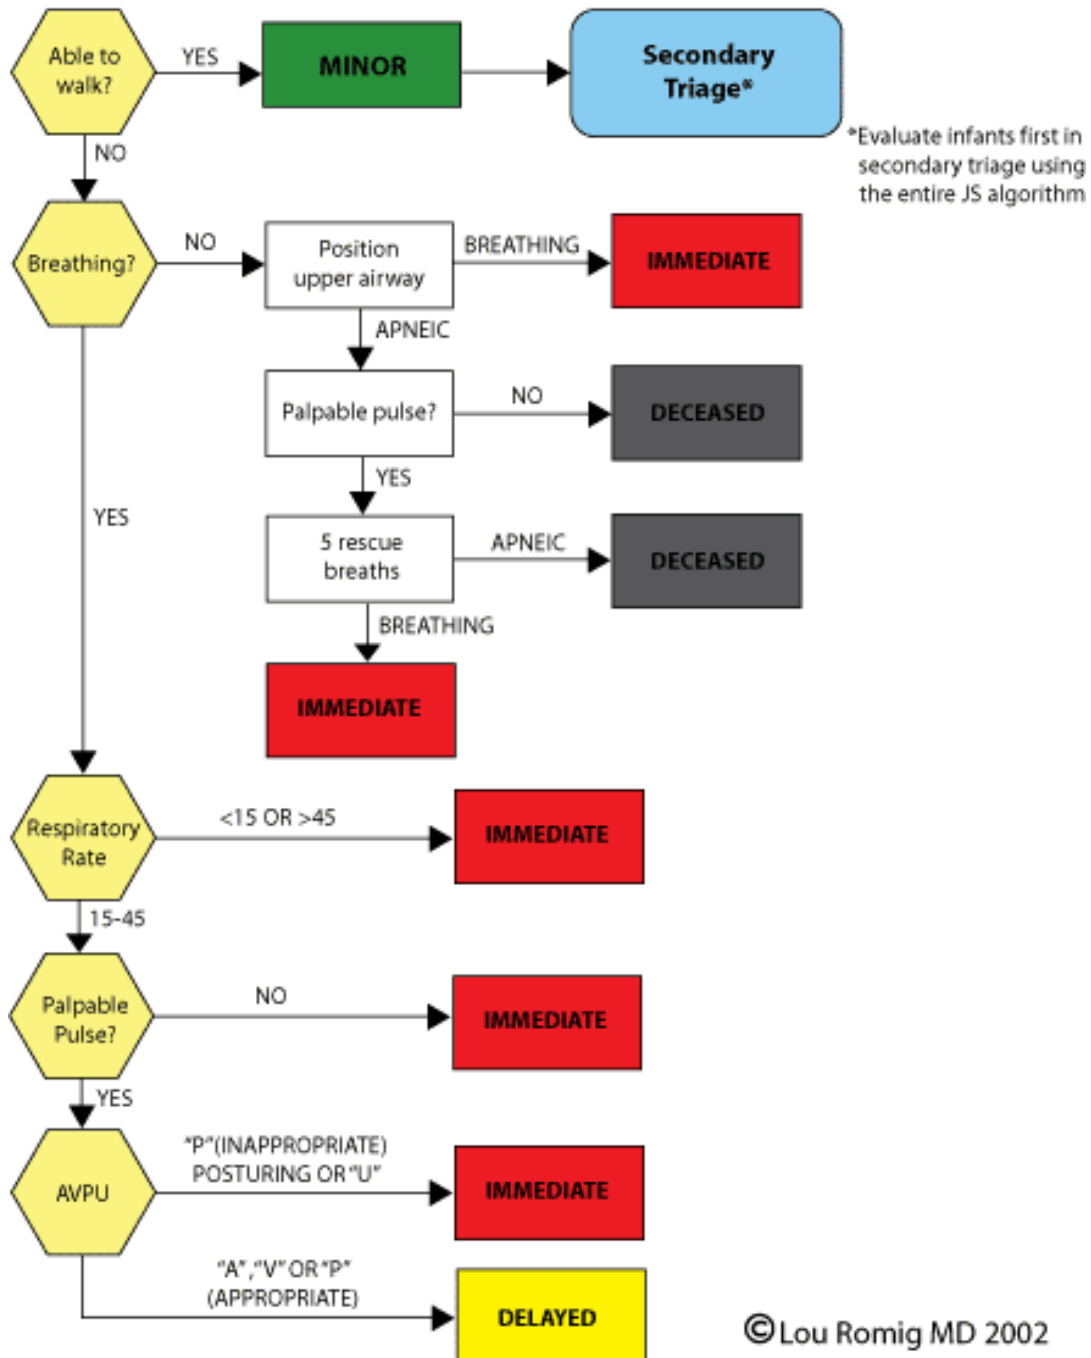 Able to
walk?
YES
MINOR
Secondary
Triage*
*Evaluate infants first in
secondary triage using
the entire JS algorithm
NO
Breathing?
NO
Position
upper airway
BREATHING
IMMEDIATE
APNEIC
Palpable pulse?
NO
DECEASED
YES
5 rescue
breaths
APNEIC
DECEASED
BREATHING
IMMEDIATE
YES
Respiratory
Rate
<15 OR >45
IMMEDIATE
15-45
Palpable
Pulse?
NO
IMMEDIATE
YES
AVPU
“P”(INAPPROPRIATE)
POSTURING OR “U”
IMMEDIATE
“A”, “V” OR “P”
(APPROPRIATE)
DELAYED
©Lou Romig MD 2002